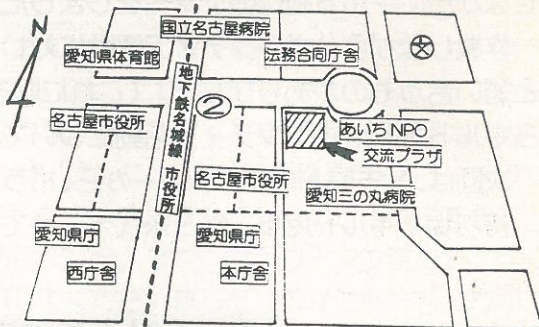 N
国立名古屋病院
愛知県体育館
法務合同庁舎
地下鉄名城線 市役所
②
名古屋市役所
あいちNPO
交流プラザ
名古屋市役所
愛知三の丸病院
愛知県庁
西庁舎
愛知県庁
本庁舎
文